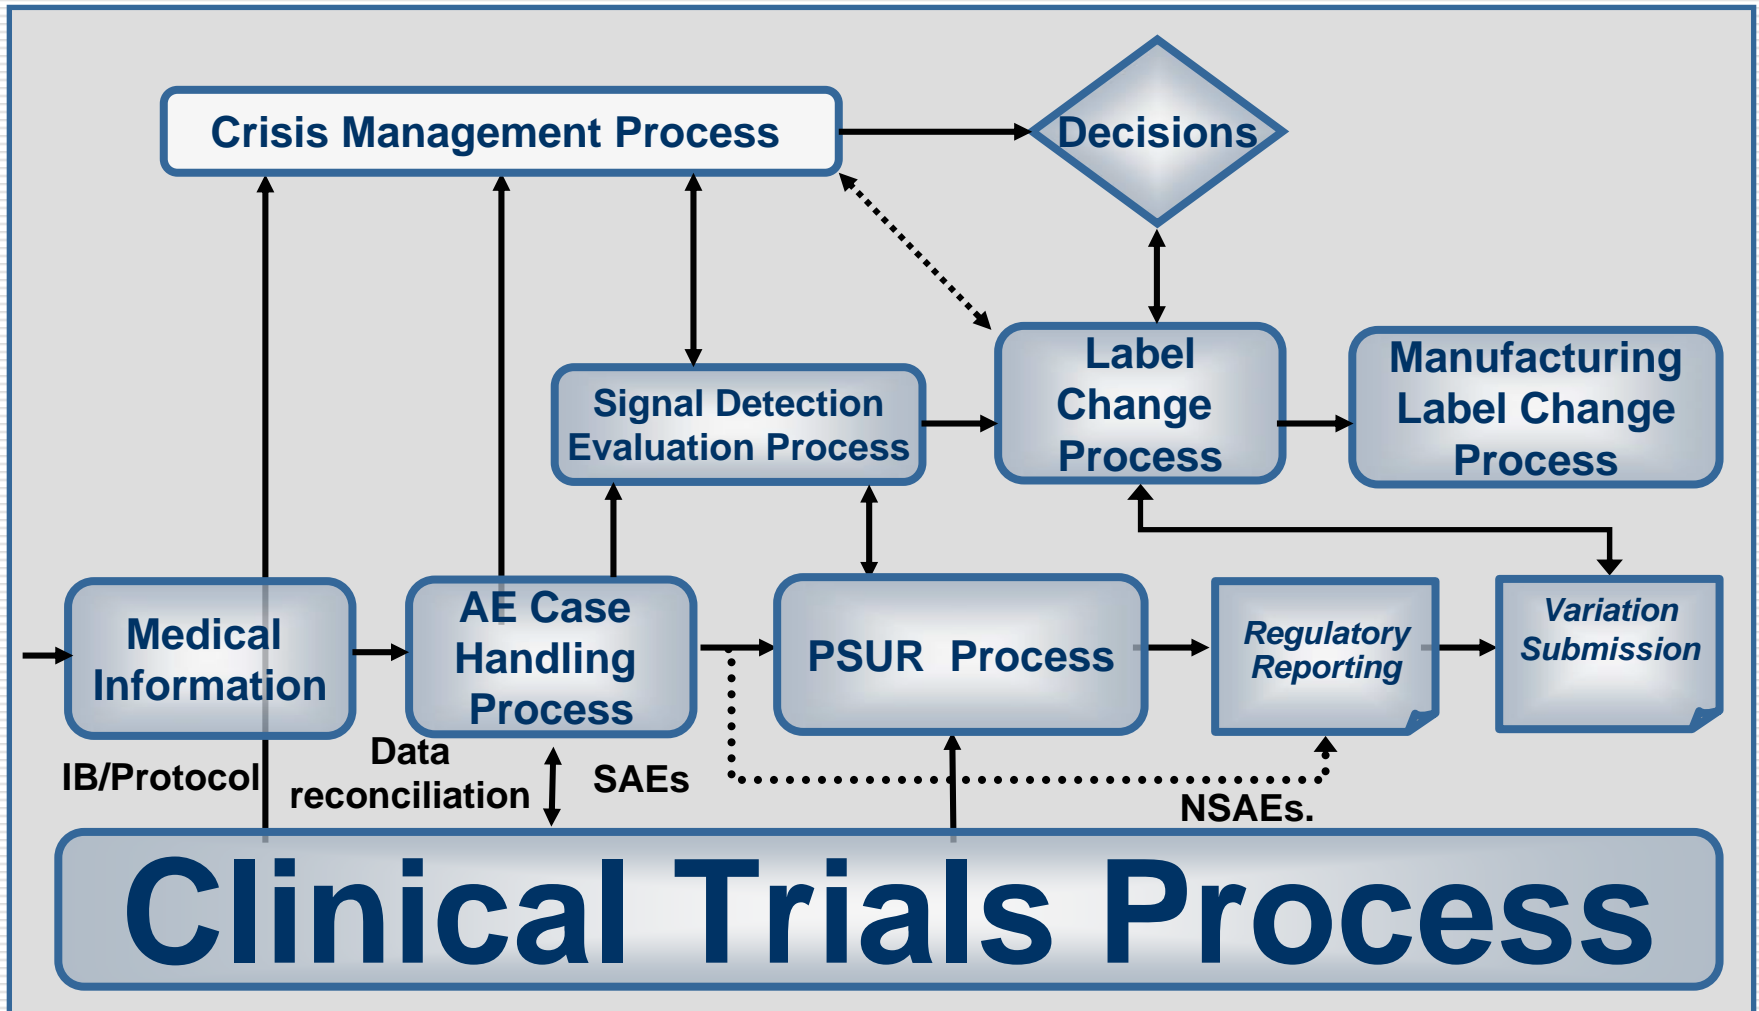 Crisis Management Process
Decisions
Label
Change
Process
Manufacturing
Label Change
Process
Signal Detection
Evaluation Process
Medical
Information
AE Case
Handling
Process
PSUR Process
Regulatory
Reporting
Variation
Submission
IB/Protocol
Data
reconciliation
SAEs
NSAEs.
Clinical Trials Process